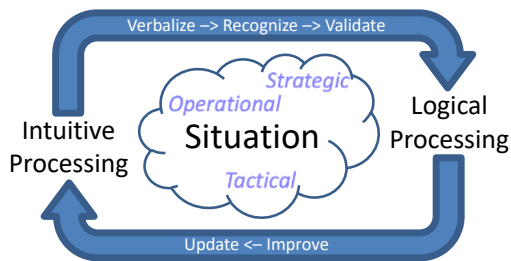 Verbalize –> Recognize –> Validate
Strategic
Operational
Intuitive
Processing
Situation
Logical
Processing
Tactical
Update <– Improve